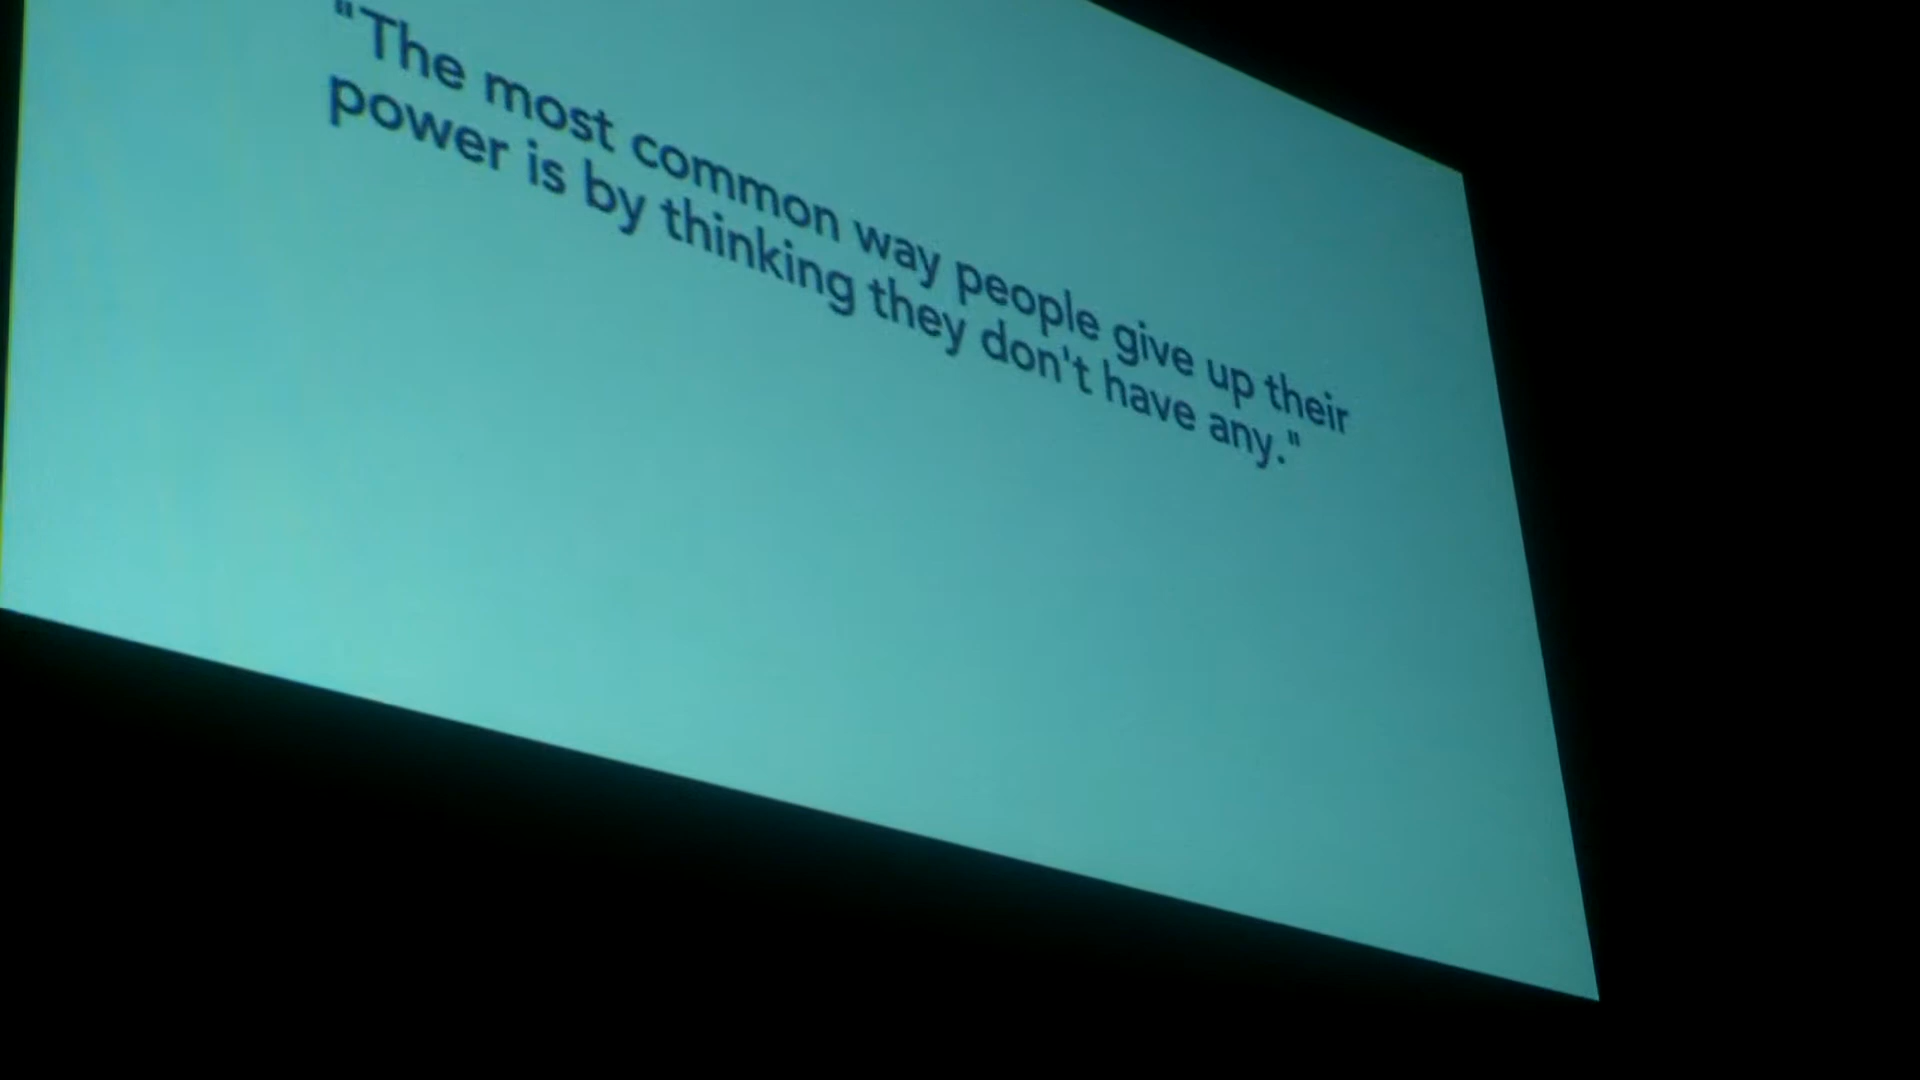 "The most common way people give up their
power is by thinking they don't have any."